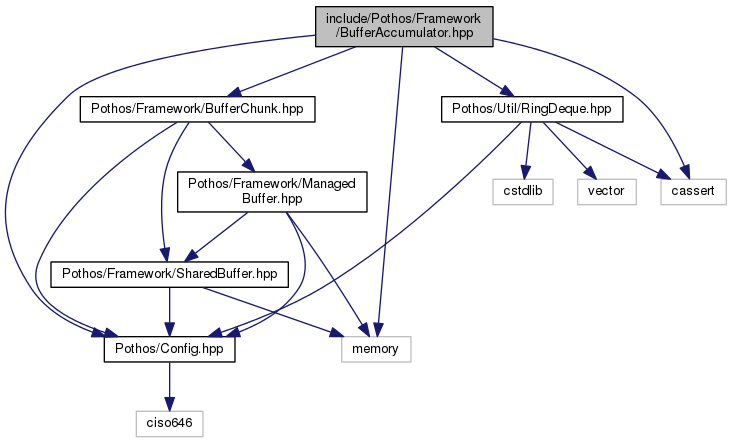 include/Pothos/Framework
/BufferAccumulator.hpp
Pothos/Framework/BufferChunk.hpp
Pothos/Util/RingDeque.hpp
Pothos/Framework/Managed
Buffer.hpp
cstdlib
vector
cassert
Pothos/Framework/SharedBuffer.hpp
Pothos/Config.hpp
memory
ciso646